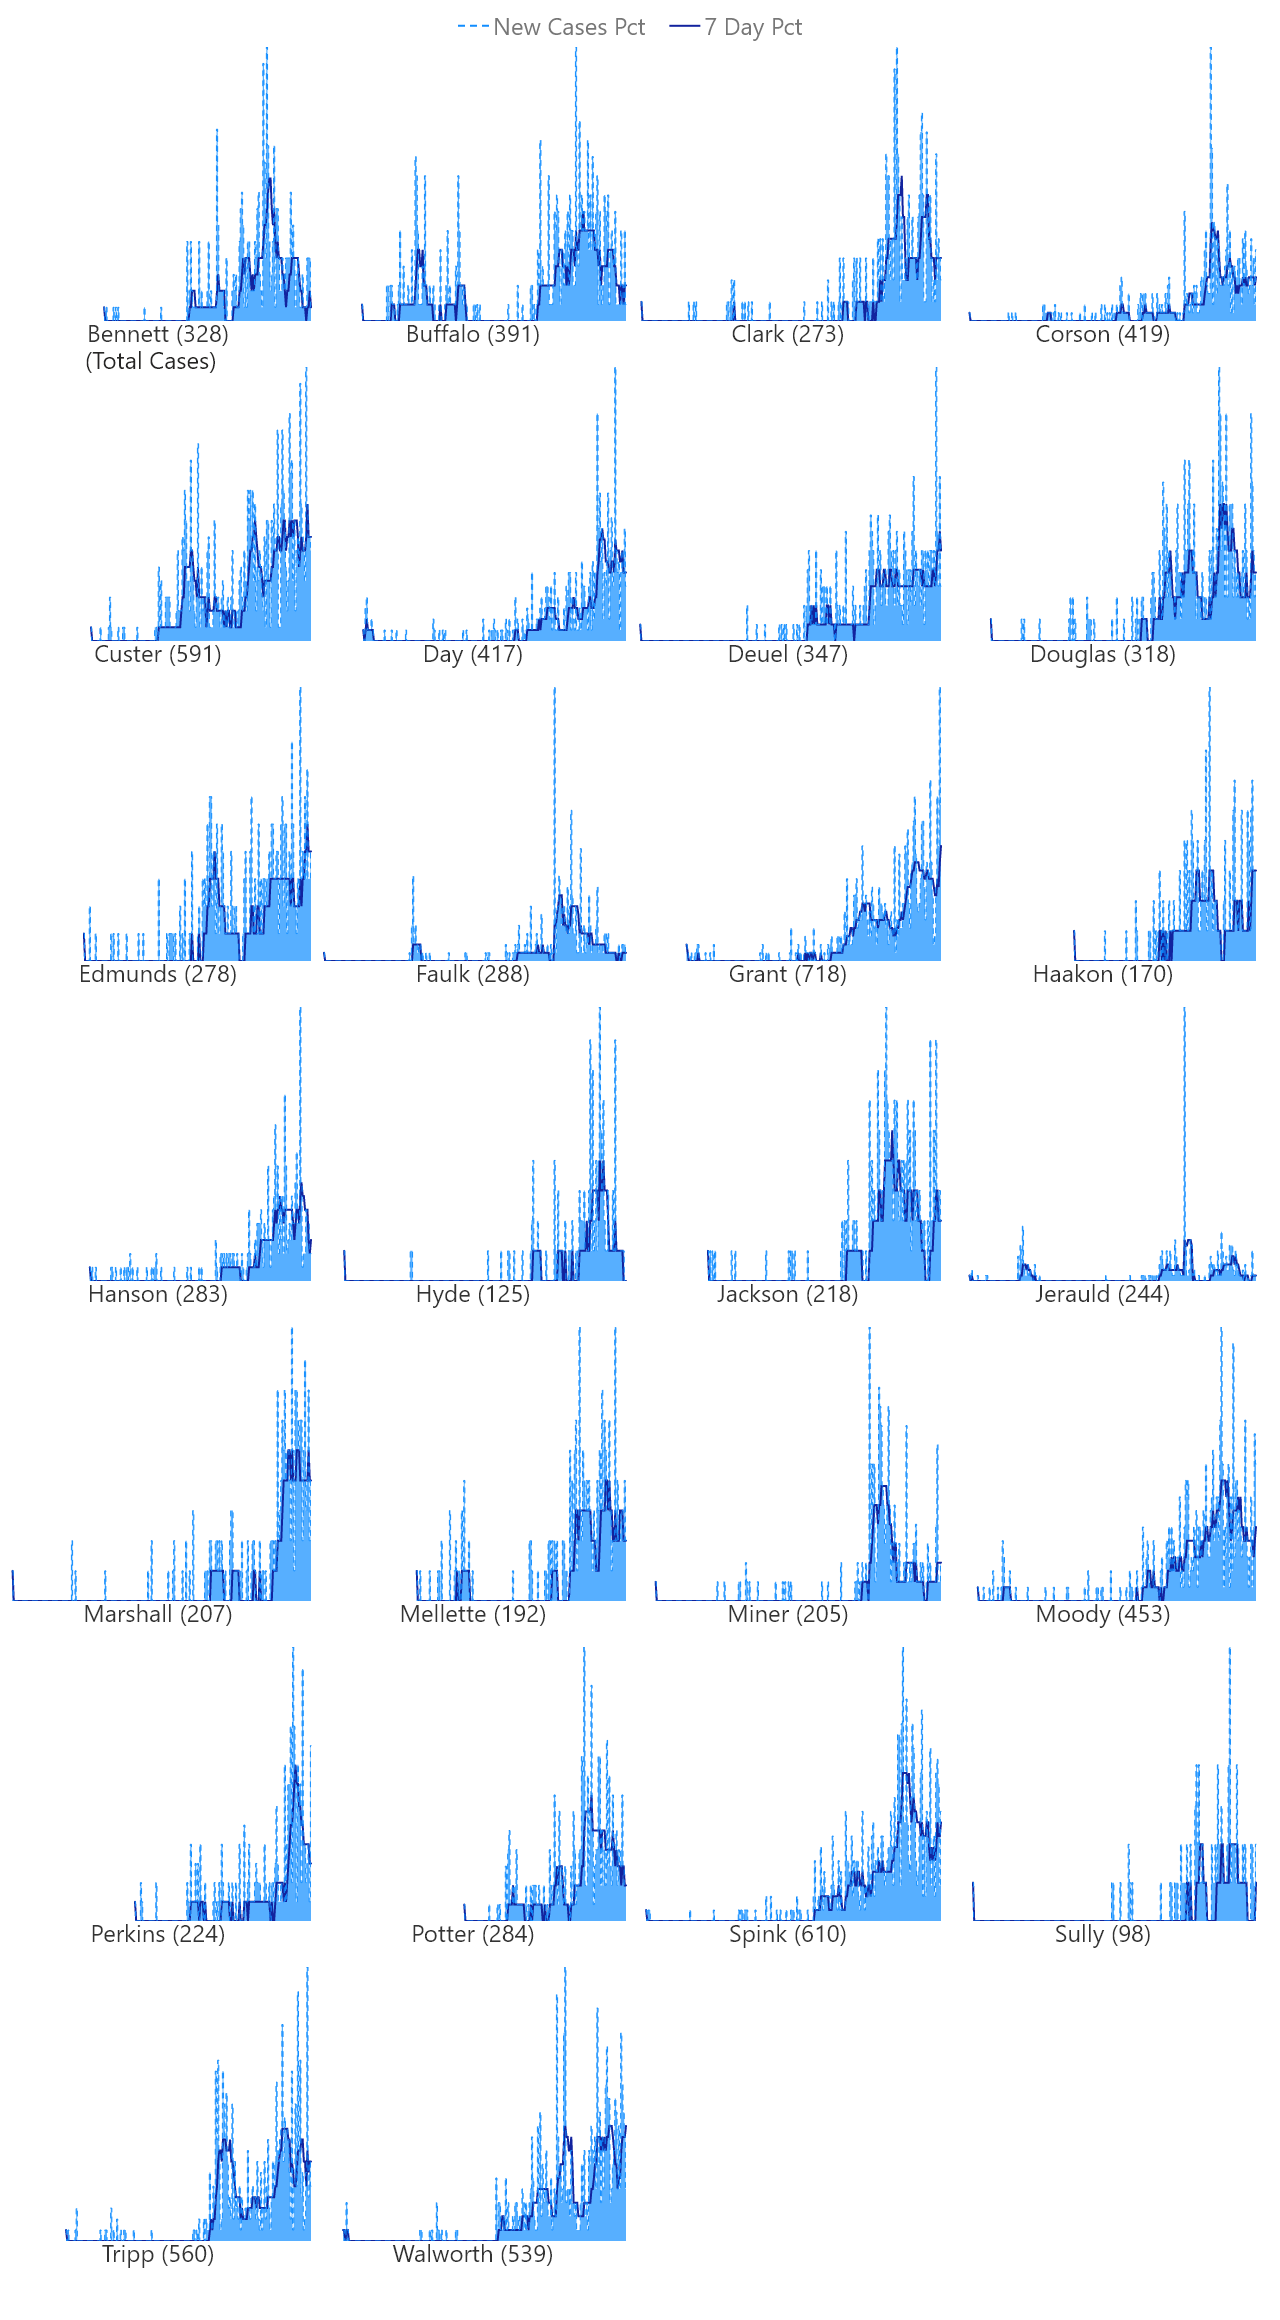 New Cases Pct 7 Day Pct
Bennett (328) Buffalo (391) Clark (273) Corson (419)
(Total Cases)
Custer (591) Day (417) Deuel (347) Douglas (318)
Edmunds (278) Faulk (288) Grant (718) Haakon (170)
Hanson (283) Hyde (125) Jackson (218) Jerauld (244)
Marshall (207) Mellette (192) Miner (205) Moody (453)
Perkins (224) Potter (284) Spink (610) Sully (98)
Tripp (560) Walworth (539)